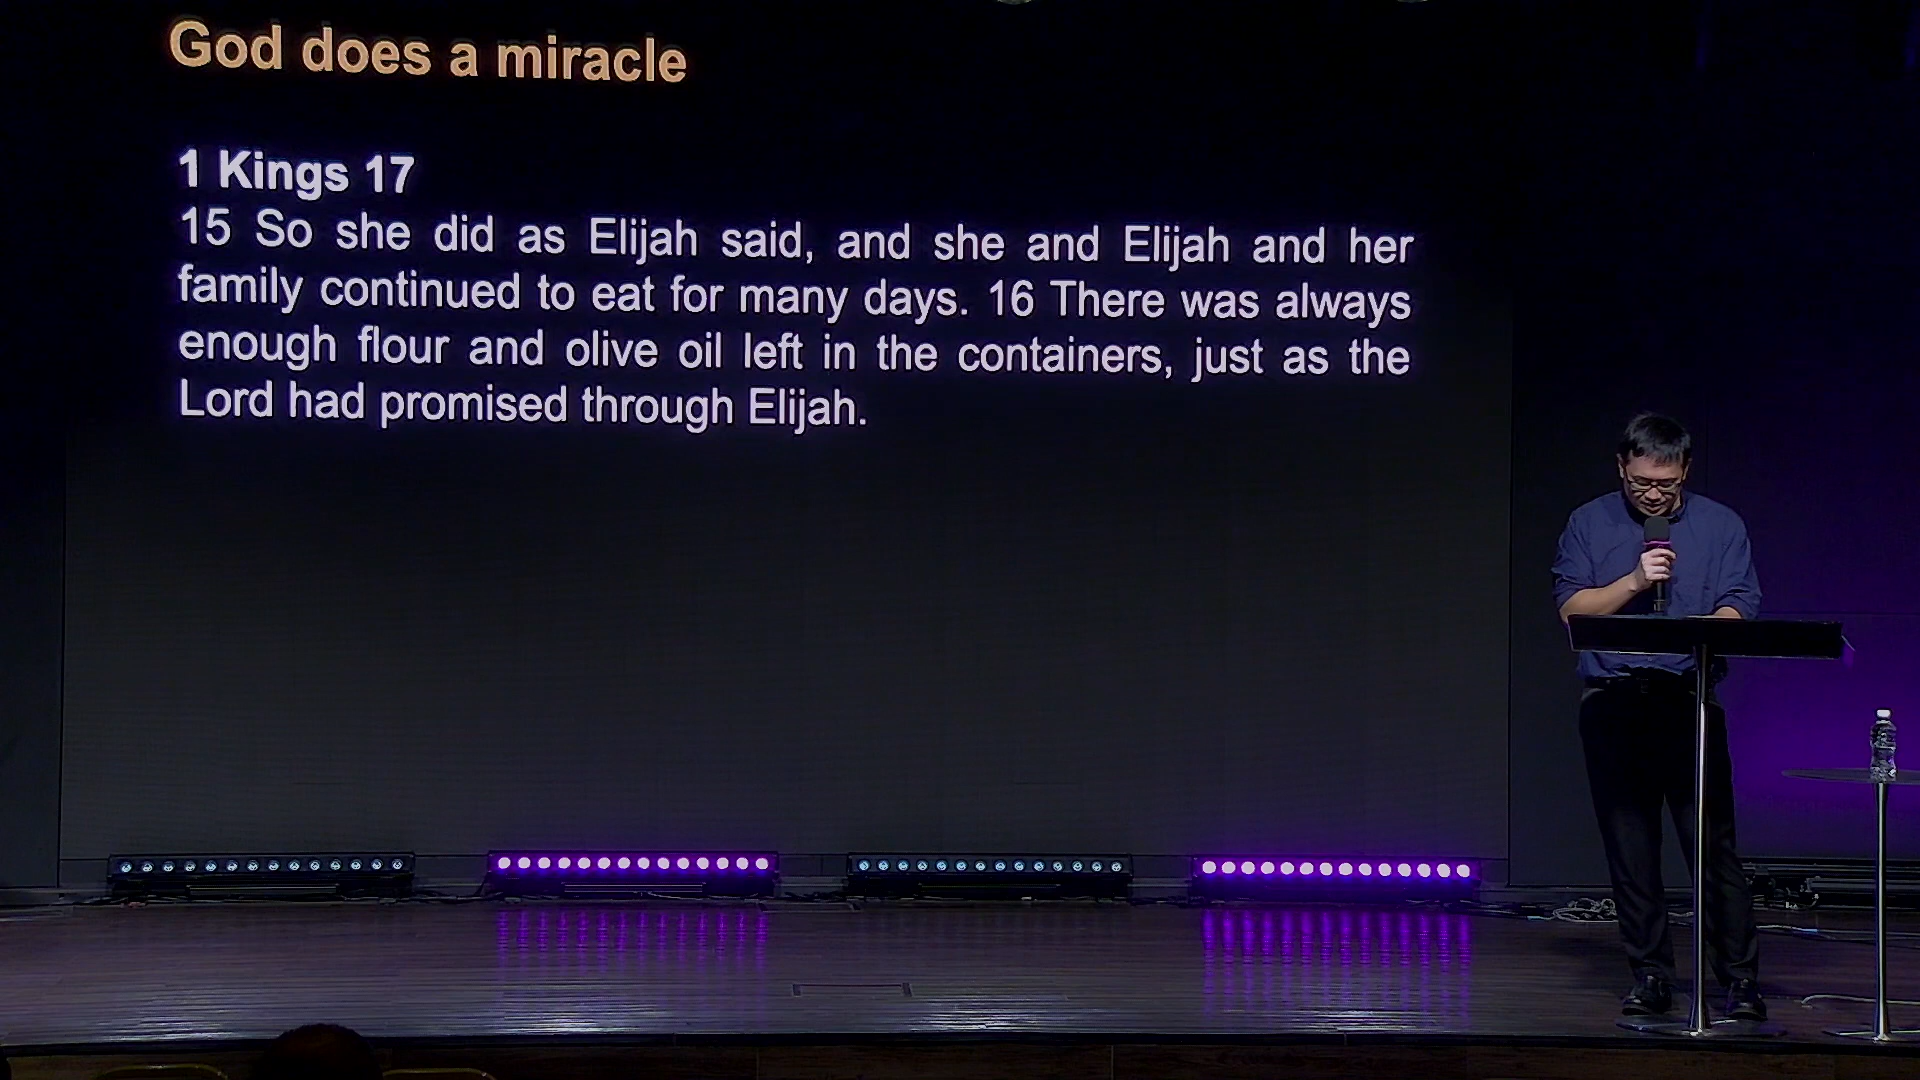 God does a miracle
1 Kings 17
15 So she did as Elijah said, and she and Elijah and her
family continued to eat for many days. 16 There was always
enough flour and olive oil left in the containers, just as the
Lord had promised through Elijah.